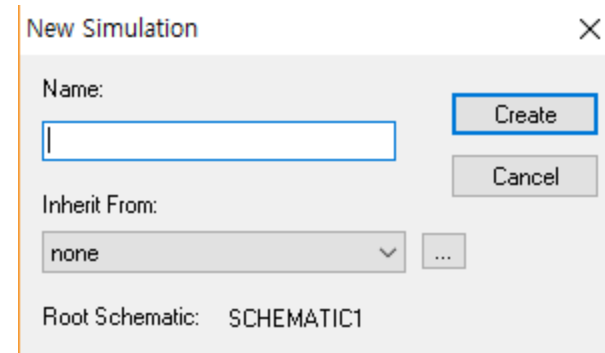 New Simulation
Name:
Create
Cancel
Inherit From:
none
...
Root Schematic: SCHEMATIC1